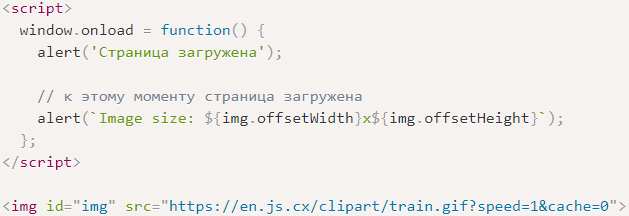 <script>
  window.onload = function() {
    alert('Страница загружена');

    // к этому моменту страница загружена
    alert(`Image size: ${img.offsetWidth}x${img.offsetHeight}`);
  };
</script>

<img id="img" src="https://en.js.cx/clipart/train.gif?speed=1&cache=0">